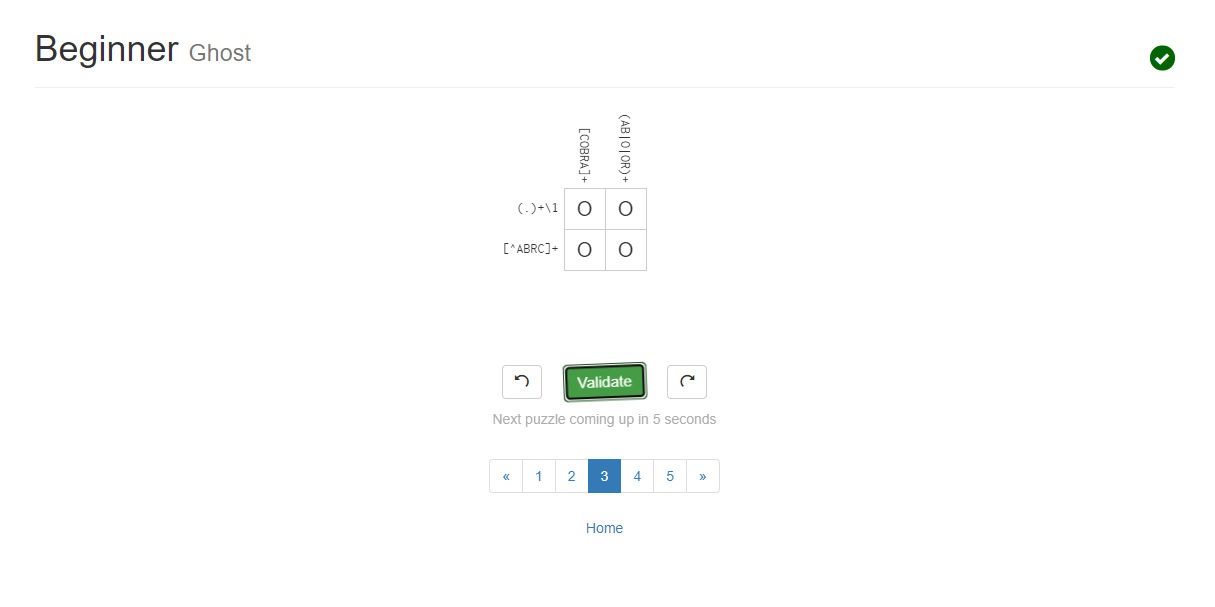 Beginner Ghost
[COBRA]+
(AB|O|OR)+
(.)+\1 O O
[^ABRC]+ O O
Validate
Next puzzle coming up in 5 seconds
« 1 2 3 4 5 »
Home